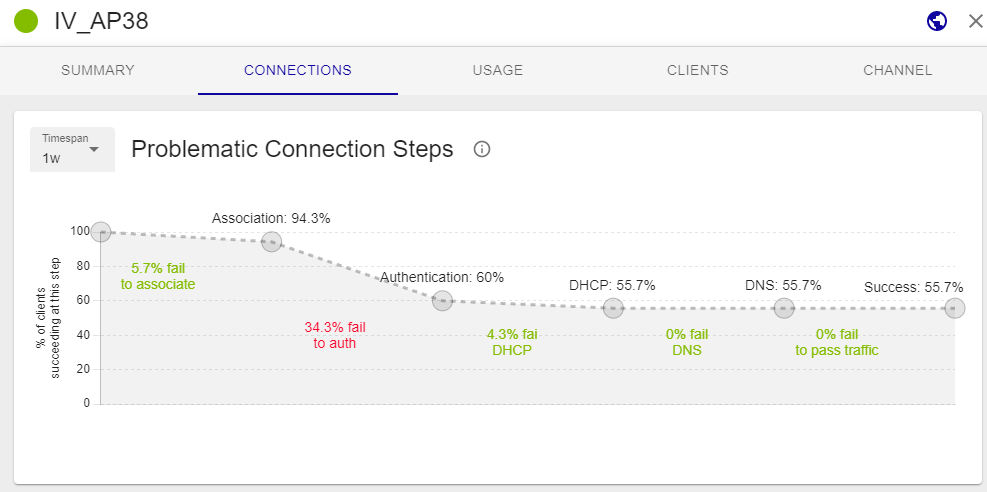 IV_AP38
SUMMARY
CONNECTIONS
USAGE
CLIENTS
CHANNEL
Timespan
1w
Problematic Connection Steps
% of clients
succeeding at this step
100
80
60
40
20
0
Association: 94.3%
Authentication: 60%
DHCP: 55.7%
DNS: 55.7%
Success: 55.7%
5.7% fail
to associate
34.3% fail
to auth
4.3% fai
DHCP
0% fail
DNS
0% fail
to pass traffic